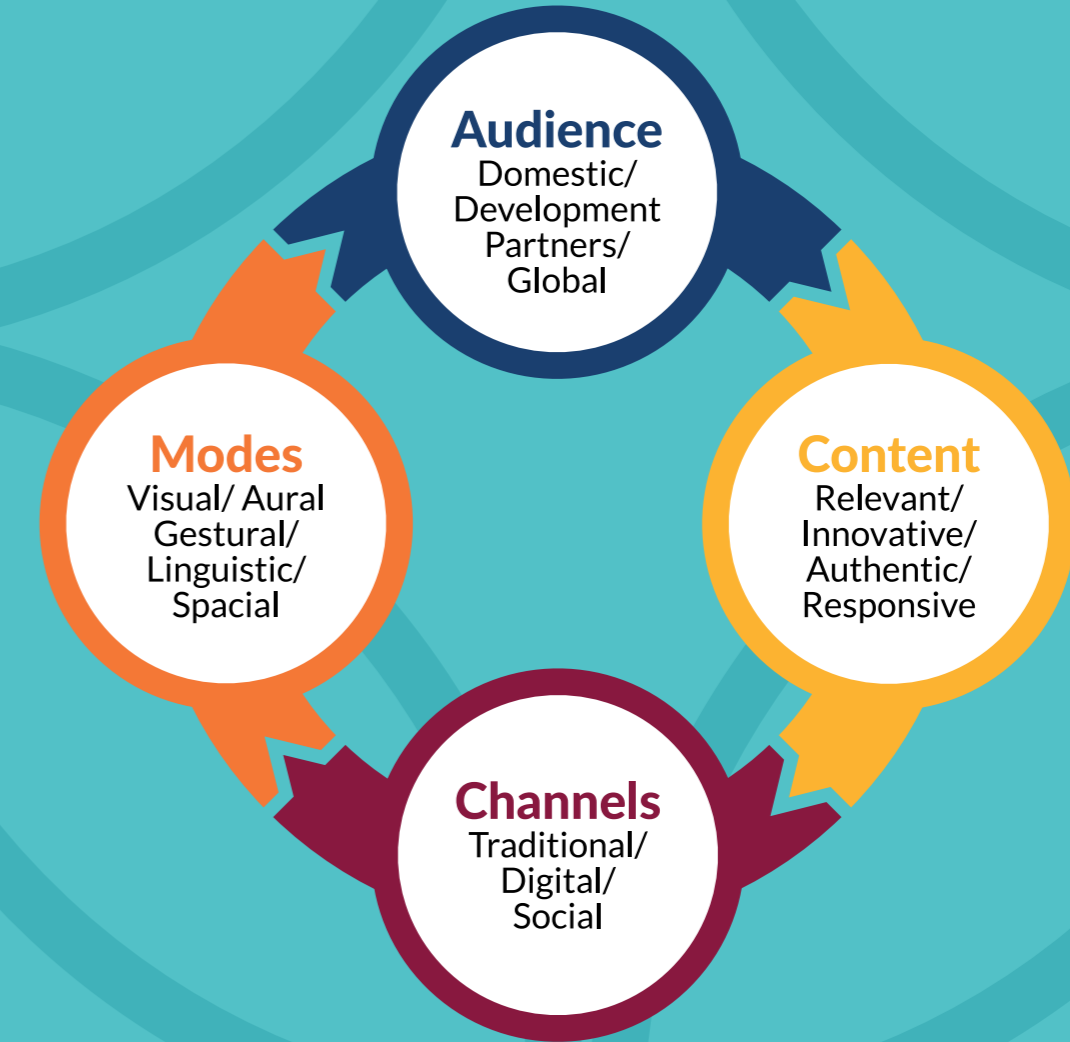 Audience
Domestic/
Development
Partners/
Global
Modes
Visual/ Aural
Gestural/
Linguistic/
Spacial
Content
Relevant/
Innovative/
Authentic/
Responsive
Channels
Traditional/
Digital/
Social